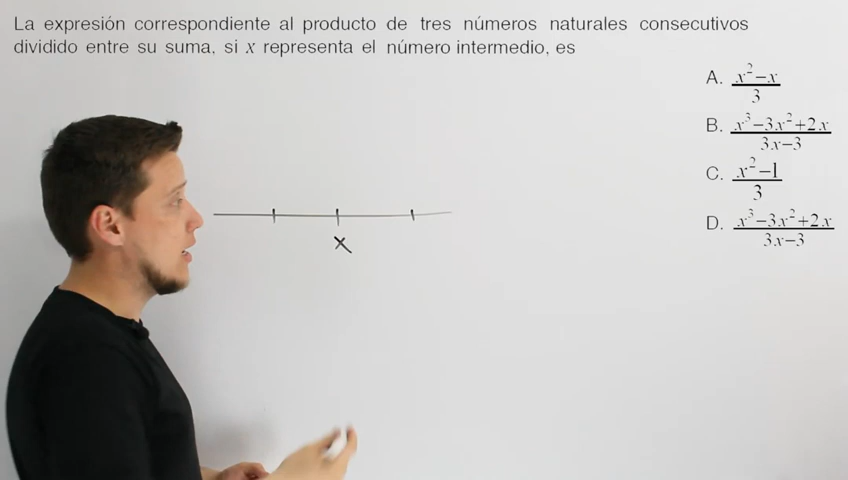 La expresión correspondiente al producto de tres números naturales consecutivos
dividido entre su suma, si x representa el número intermedio, es
A. x²−x
3
B. x³−3x²+2x
3x−3
C. x²−1
3
D. x³−3x²+2x
3x−3
x